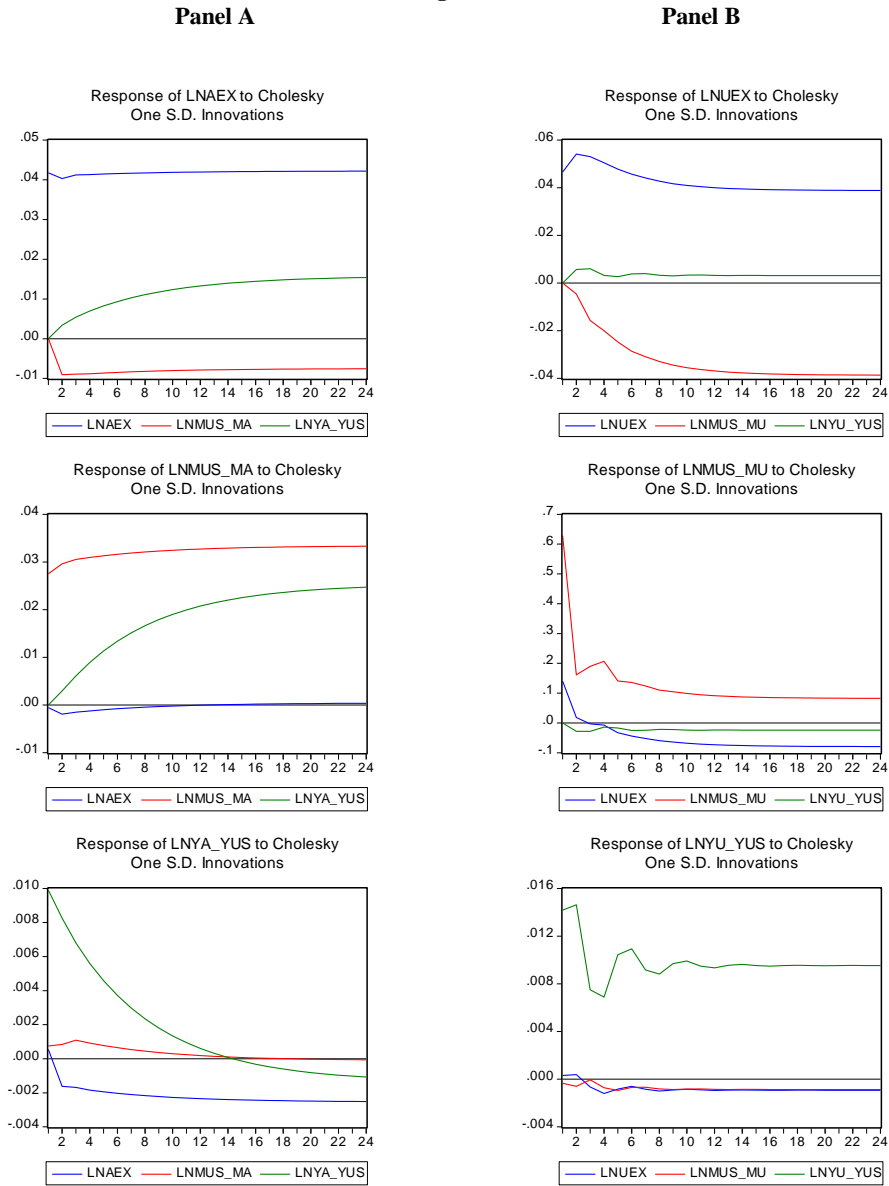 Panel A
Panel B
Response of LNAEX to Cholesky
One S.D. Innovations
.05
.04
.03
.02
.01
.00
-.01
2 4 6 8 10 12 14 16 18 20 22 24
LNAEX LNMUS_MA LNYA_YUS
Response of LNUEX to Cholesky
One S.D. Innovations
.06
.04
.02
.00
-.02
-.04
2 4 6 8 10 12 14 16 18 20 22 24
LNUEX LNMUS_MU LNYU_YUS
Response of LNMUS_MA to Cholesky
One S.D. Innovations
.04
.03
.02
.01
.00
-.01
2 4 6 8 10 12 14 16 18 20 22 24
LNAEX LNMUS_MA LNYA_YUS
Response of LNMUS_MU to Cholesky
One S.D. Innovations
.7
.6
.5
.4
.3
.2
.1
.0
-.1
2 4 6 8 10 12 14 16 18 20 22 24
LNUEX LNMUS_MU LNYU_YUS
Response of LNYA_YUS to Cholesky
One S.D. Innovations
.010
.008
.006
.004
.002
.000
-.002
-.004
2 4 6 8 10 12 14 16 18 20 22 24
LNAEX LNMUS_MA LNYA_YUS
Response of LNYU_YUS to Cholesky
One S.D. Innovations
.016
.012
.008
.004
.000
-.004
2 4 6 8 10 12 14 16 18 20 22 24
LNUEX LNMUS_MU LNYU_YUS